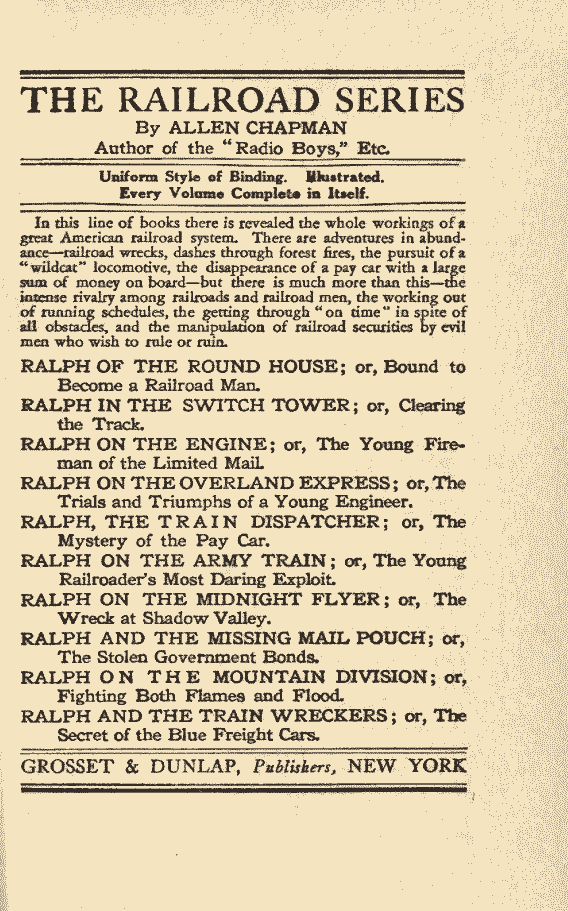 THE RAILROAD SERIES
By ALLEN CHAPMAN
Author of the "Radio Boys," Etc.
Uniform Style of Binding. Illustrated.
Every Volume Complete in Itself.
In this line of books there is revealed the whole workings of a
great American railroad system. There are adventures in abund-
ance—railroad wrecks, dashes through forest fires, the pursuit of a
"wildcat" locomotive, the disappearance of a pay car with a large
sum of money on board—but there is much more than this—the
intense rivalry among railroads and railroad men, the working out
of running schedules, the getting through "on time" in spite of
all obstacles, and the manipulation of railroad securities by evil
men who wish to rule or ruin.
RALPH OF THE ROUND HOUSE; or, Bound to
Become a Railroad Man.
RALPH IN THE SWITCH TOWER; or, Clearing
the Track.
RALPH ON THE ENGINE; or, The Young Fire-
man of the Limited Mail.
RALPH ON THE OVERLAND EXPRESS; or, The
Trials and Triumphs of a Young Engineer.
RALPH, THE TRAIN DISPATCHER; or, The
Mystery of the Pay Car.
RALPH ON THE ARMY TRAIN; or, The Young
Railroader's Most Daring Exploit.
RALPH ON THE MIDNIGHT FLYER; or, The
Wreck at Shadow Valley.
RALPH AND THE MISSING MAIL POUCH; or,
The Stolen Government Bonds.
RALPH ON THE MOUNTAIN DIVISION; or,
Fighting Both Flames and Flood.
RALPH AND THE TRAIN WRECKERS; or, The
Secret of the Blue Freight Cars.
GROSSET & DUNLAP, Publishers, NEW YORK